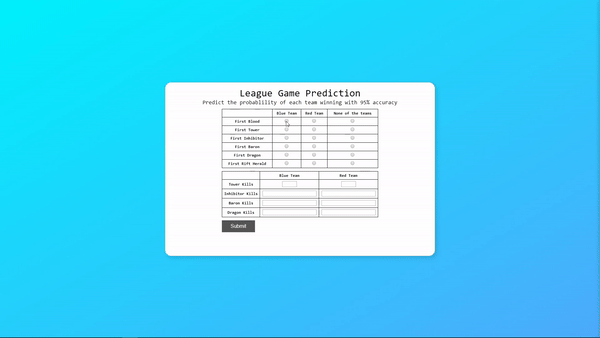 League Game Prediction
Predict the probablility of each team winning with 95% accuracy
Blue Team Red Team None of the teams
First Blood
First Tower
First Inhibitor
First Baron
First Dragon
First Rift Herald
Blue Team Red Team
Tower Kills
Inhibitor Kills
Baron Kills
Dragon Kills
Submit